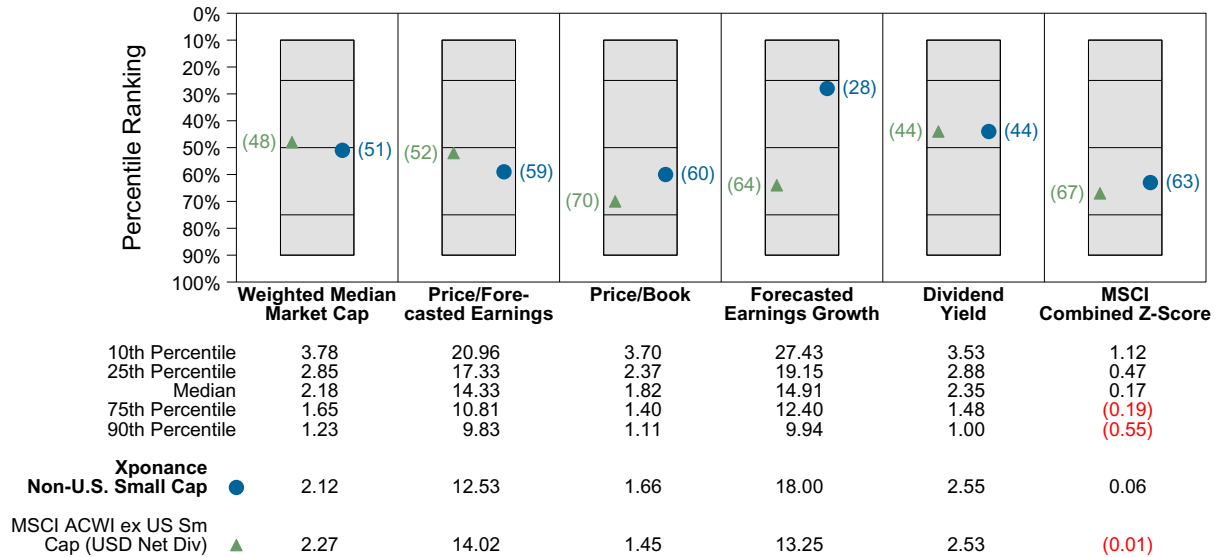 Percentile Ranking
0%
10%
20%
30%
40%
50%
60%
70%
80%
90%
100%
(48) (51) (52) (59) (70) (60) (64) (28) (44) (44) (67) (63)
Weighted Median Market Cap
Price/Fore-
casted Earnings
Price/Book
Forecasted
Earnings Growth
Dividend
Yield
MSCI
Combined Z-Score
10th Percentile 3.78 20.96 3.70 27.43 3.53 1.12
25th Percentile 2.85 17.33 2.37 19.15 2.88 0.47
Median 2.18 14.33 1.82 14.91 2.35 0.17
75th Percentile 1.65 10.81 1.40 12.40 1.48 (0.19)
90th Percentile 1.23 9.83 1.11 9.94 1.00 (0.55)
Xponance
Non-U.S. Small Cap 2.12 12.53 1.66 18.00 2.55 0.06
MSCI ACWI ex US Sm
Cap (USD Net Div) 2.27 14.02 1.45 13.25 2.53 (0.01)